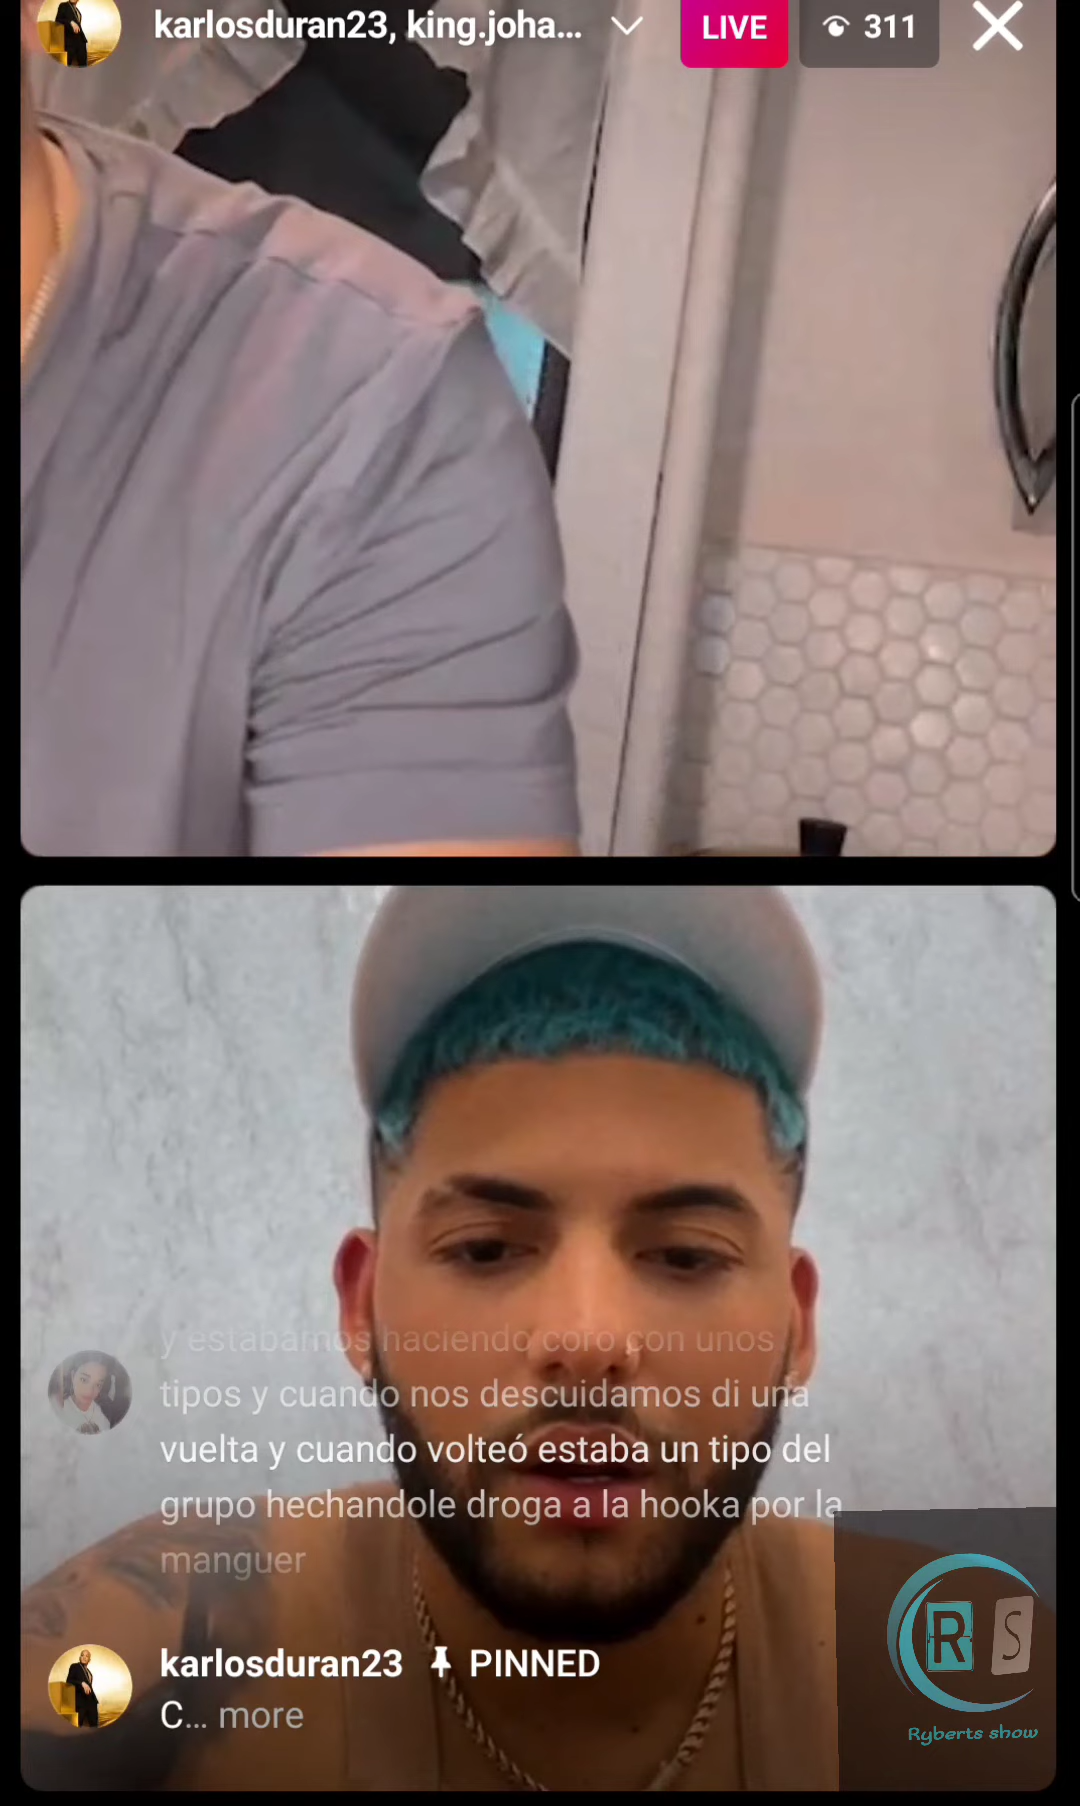 karlosduran23, king.joha...
LIVE
311
y estabamos haciendo coro con unos
tipos y cuando nos descuidamos di una
vuelta y cuando volteó estaba un tipo del
grupo hechandole droga a la hooka por la
manguer
karlosduran23 PINNED
C... more
R S
Ryberts show